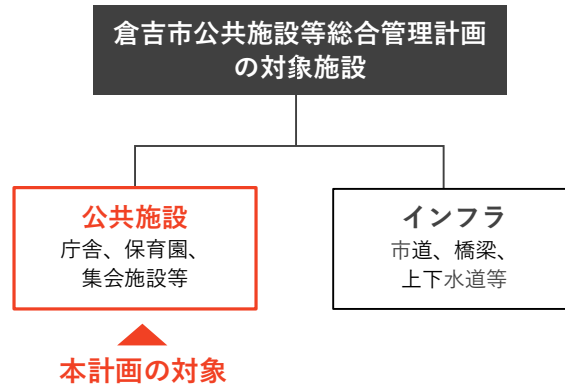 倉吉市公共施設等総合管理計画
の対象施設
公共施設
庁舎、保育園、
集会施設等
インフラ
市道、橋梁、
上下水道等
本計画の対象